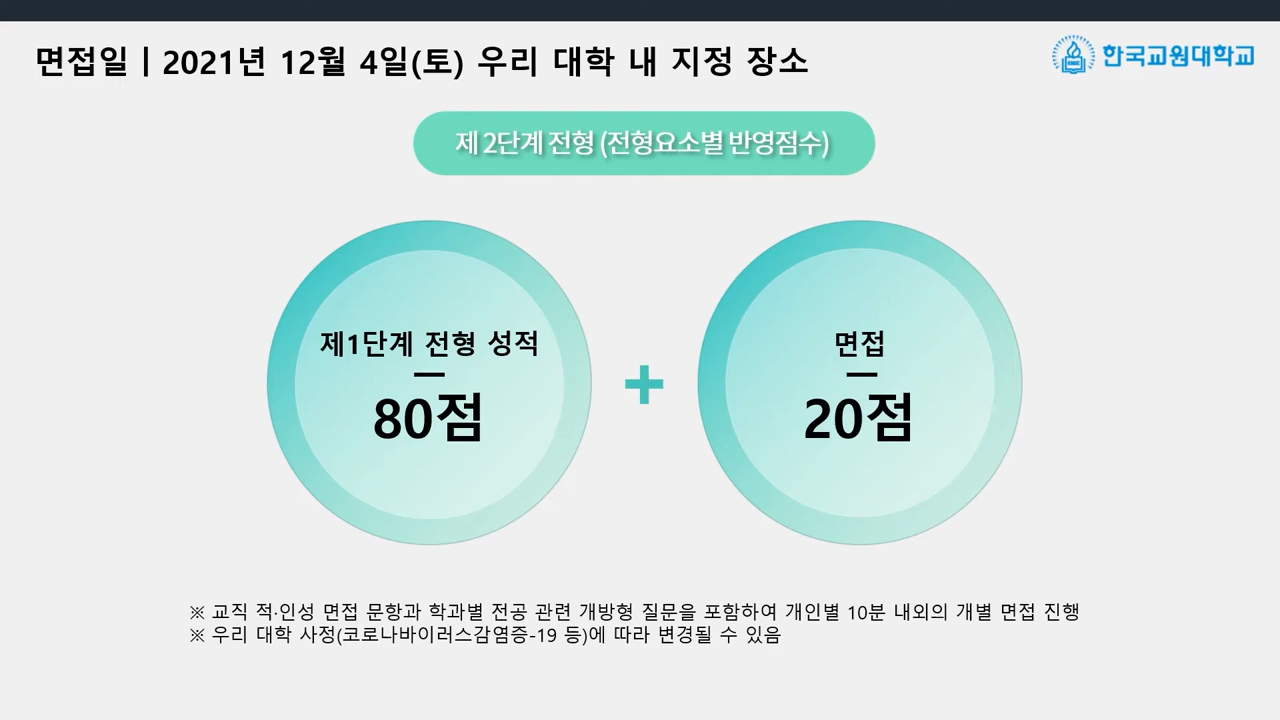 면접일 | 2021년 12월 4일(토) 우리 대학 내 지정 장소
한국교원대학교
제 2단계 전형 (전형요소별 반영점수)
제1단계 전형 성적
80점
+
면접
20점
※ 교직 적·인성 면접 문항과 학과별 전공 관련 개방형 질문을 포함하여 개인별 10분 내외의 개별 면접 진행
※ 우리 대학 사정(코로나바이러스감염증-19 등)에 따라 변경될 수 있음